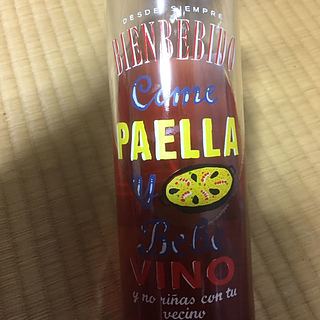 DESDE SIEMPRE
BIENBEBIDO
Come
PAELLA
y
Bebe
VINO
y no riñas con tu
vecino